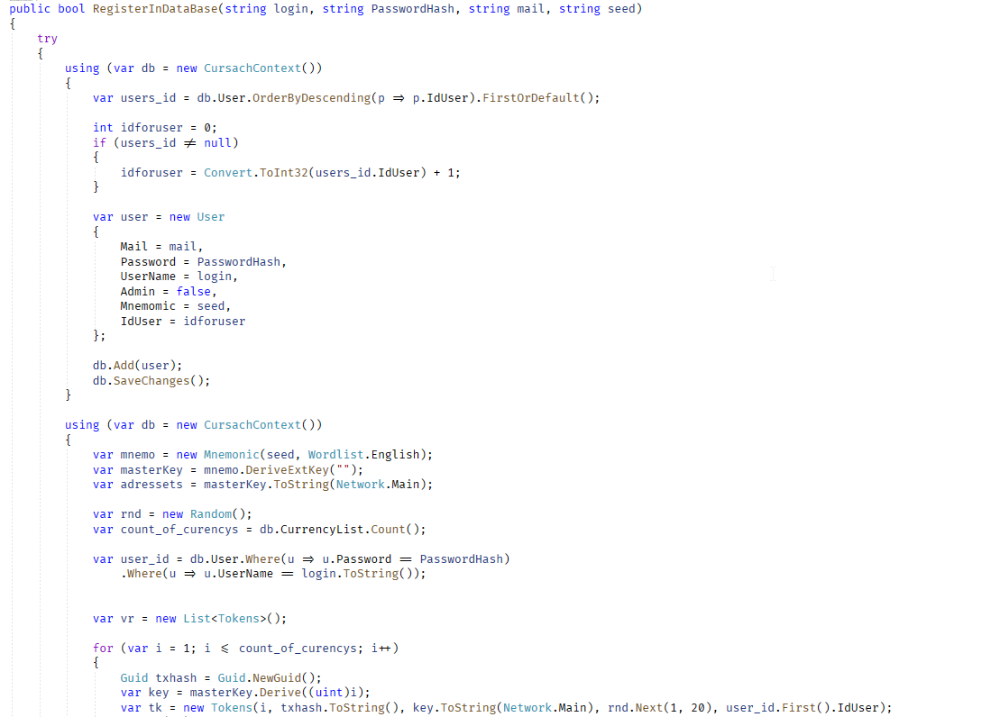 public bool RegisterInDataBase(string login, string PasswordHash, string mail, string seed)
{
try
{
using (var db = new CursachContext())
{
var users_id = db.User.OrderByDescending(p => p.IdUser).FirstOrDefault();
int idforuser = 0;
if (users_id ≠ null)
{
idforuser = Convert.ToInt32(users_id.IdUser) + 1;
}
var user = new User
{
Mail = mail,
Password = PasswordHash,
UserName = login,
Admin = false,
Mnemomic = seed,
IdUser = idforuser
};
db.Add(user);
db.SaveChanges();
}
using (var db = new CursachContext())
{
var mnemo = new Mnemonic(seed, Wordlist.English);
var masterKey = mnemo.DeriveExtKey("");
var adressets = masterKey.ToString(Network.Main);
var rnd = new Random();
var count_of_curencys = db.CurrencyList.Count();
var user_id = db.User.Where(u => u.Password == PasswordHash)
.Where(u => u.UserName == login.ToString());
var vr = new List<Tokens>();
for (var i = 1; i ≤ count_of_curencys; i++)
{
Guid txhash = Guid.NewGuid();
var key = masterKey.Derive((uint)i);
var tk = new Tokens(i, txhash.ToString(), key.ToString(Network.Main), rnd.Next(1, 20), user_id.First().IdUser);